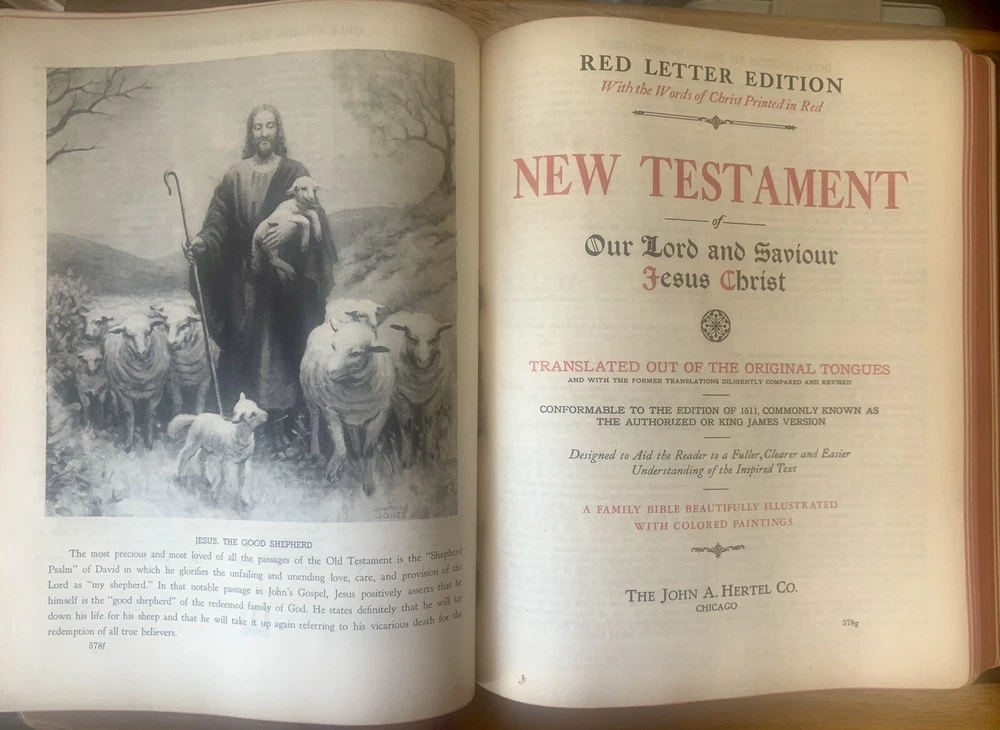 JESUS, THE GOOD SHEPHERD
The most precious and most loved of all the passages of the Old Testament is the “Shepherd
Psalm” of David in which he glorifies the unfailing and unending love, care, and provision of the
Lord as “my shepherd.” In that notable passage in John’s Gospel, Jesus positively asserts that he
himself is the “good shepherd” of the redeemed family of God. He states definitely that he will lay
down his life for his sheep and that he will take it up again referring to his vicarious death for the
redemption of all true believers.
578f
RED LETTER EDITION
With the Words of Christ Printed in Red
NEW TESTAMENT
of
Our Lord and Saviour
Jesus Christ
TRANSLATED OUT OF THE ORIGINAL TONGUES
AND WITH THE FORMER TRANSLATIONS DILIGENTLY COMPARED AND REVISED
CONFORMABLE TO THE EDITION OF 1611, COMMONLY KNOWN AS
THE AUTHORIZED OR KING JAMES VERSION
Designed to Aid the Reader to a Fuller, Clearer and Easier
Understanding of the Inspired Text
A FAMILY BIBLE BEAUTIFULLY ILLUSTRATED
WITH COLORED PAINTINGS
THE JOHN A. HERTEL CO.
CHICAGO
578g